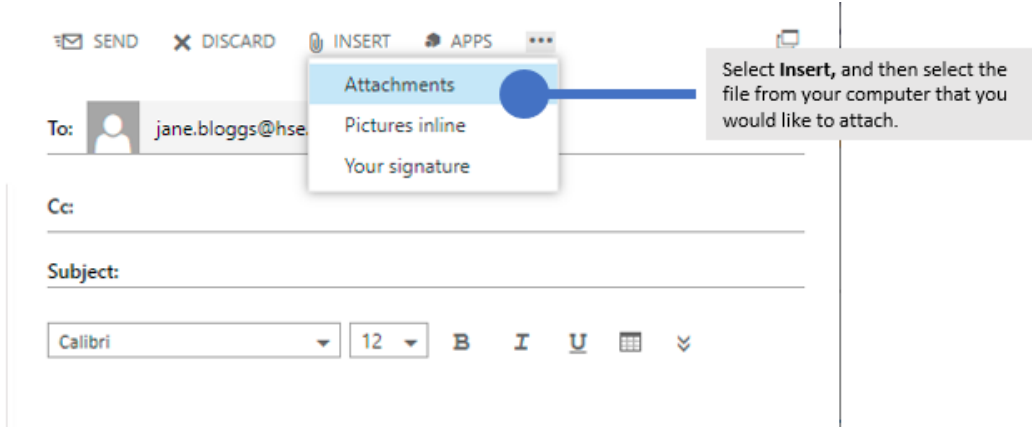 SEND DISCARD INSERT APPS •••
Attachments
Pictures inline
Your signature
Select Insert, and then select the
file from your computer that you
would like to attach.
To: jane.bloggs@hse.
Cc:
Subject:
Calibri 12 B I U